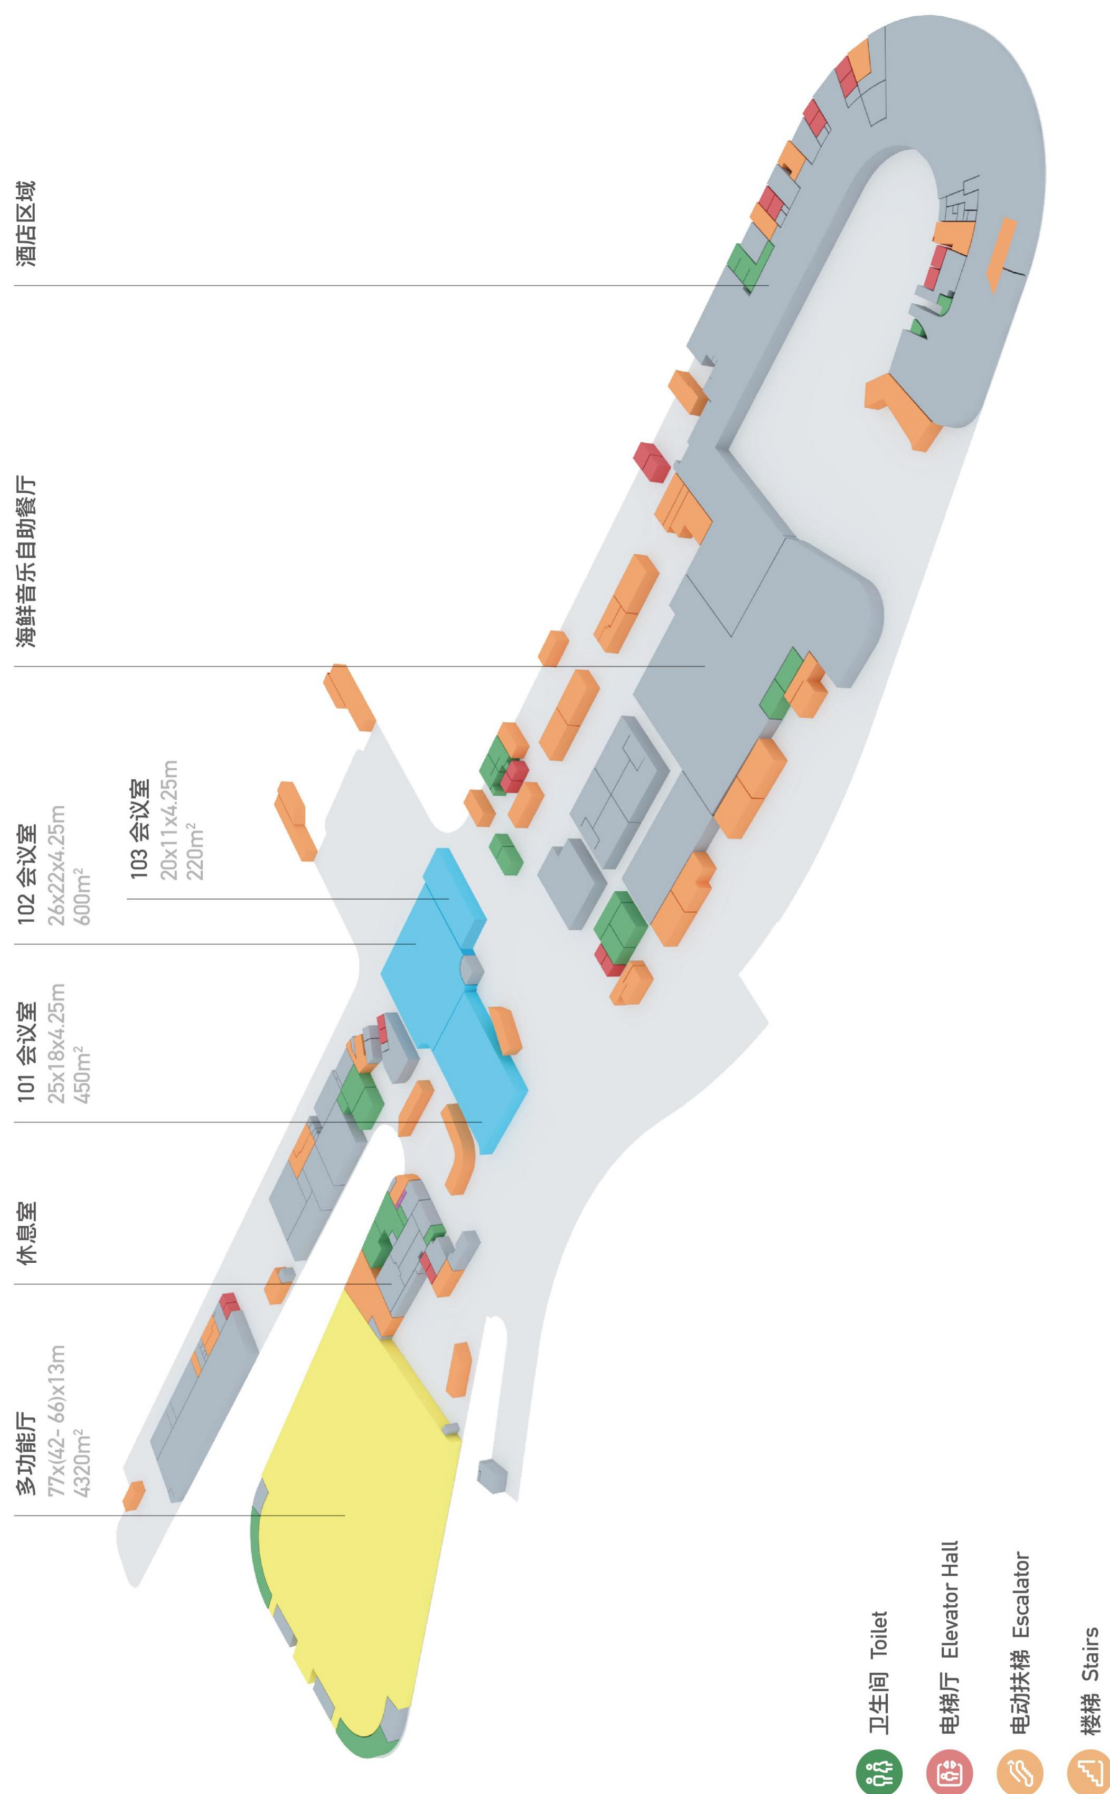 多功能厅
77x(42- 66)x13m
4320m²
休息室
101 会议室
25x18x4.25m
450m²
102 会议室
26x22x4.25m
600m²
103 会议室
20x11x4.25m
220m²
海鲜音乐自助餐厅
酒店区域
卫生间 Toilet
电梯厅 Elevator Hall
电动扶梯 Escalator
楼梯 Stairs